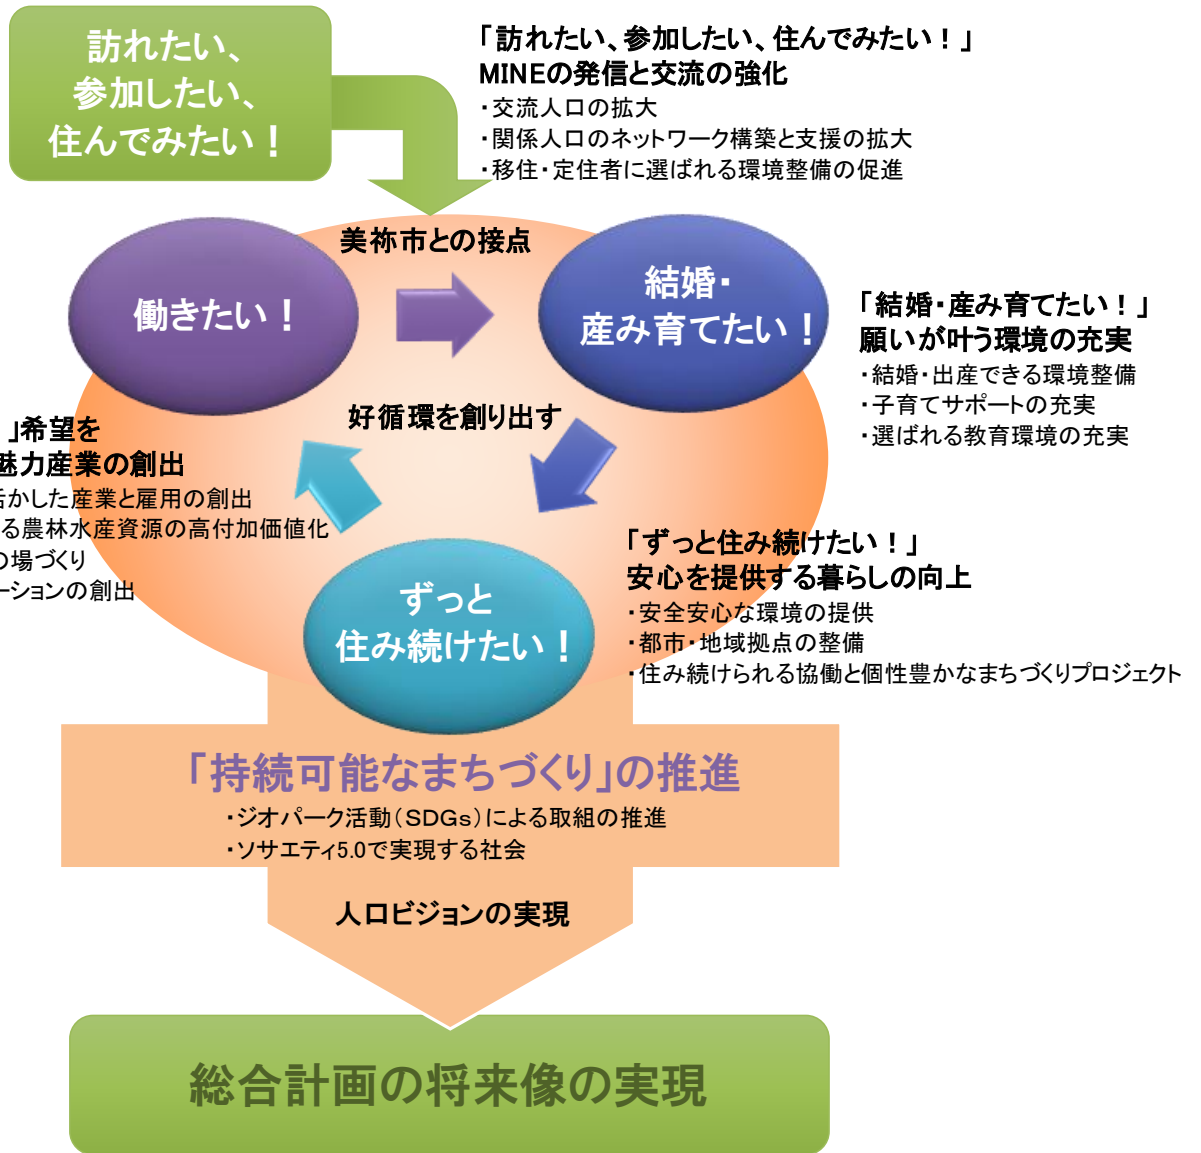 訪れたい、
参加したい、
住んでみたい！
「訪れたい、参加したい、住んでみたい！」
MINEの発信と交流の強化
・交流人口の拡大
・関係人口のネットワーク構築と支援の拡大
・移住・定住者に選ばれる環境整備の促進
美祢市との接点
働きたい！
結婚・
産み育てたい！
「結婚・産み育てたい！」
願いが叶う環境の充実
・結婚・出産できる環境整備
・子育てサポートの充実
・選ばれる教育環境の充実
好循環を創り出す
」希望を
魅力産業の創出
活かした産業と雇用の創出
る農林水産資源の高付加価値化
の場づくり
ーションの創出
ずっと
住み続けたい！
「ずっと住み続けたい！」
安心を提供する暮らしの向上
・安全安心な環境の提供
・都市・地域拠点の整備
・住み続けられる協働と個性豊かなまちづくりプロジェクト
「持続可能なまちづくり」の推進
・ジオパーク活動（SDGs）による取組の推進
・ソサエティ5.0で実現する社会
人口ビジョンの実現
総合計画の将来像の実現